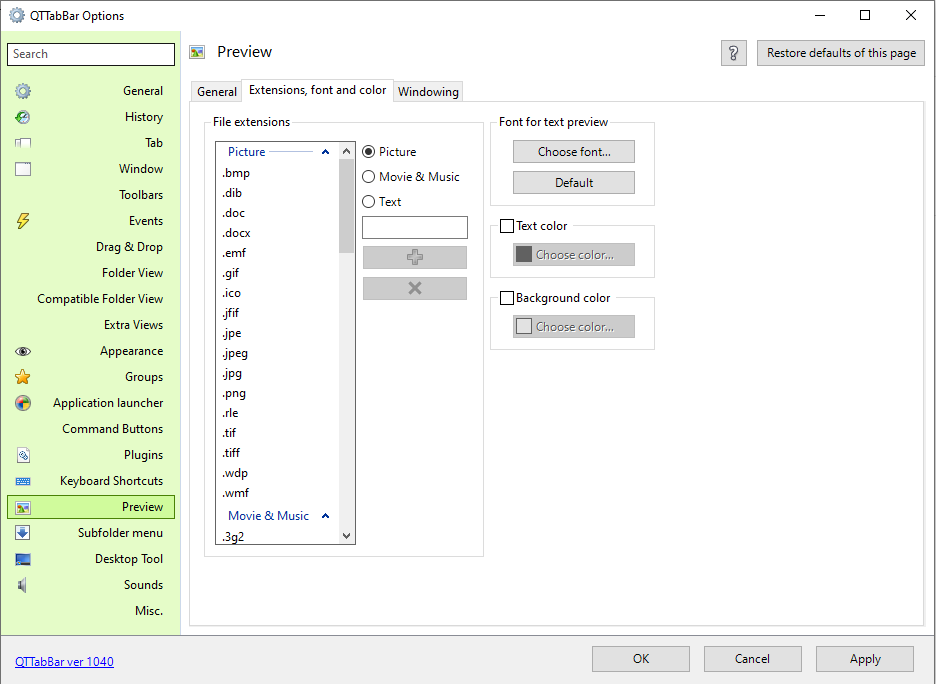 QTTabBar Options
Search
General
History
Tab
Window
Toolbars
Events
Drag & Drop
Folder View
Compatible Folder View
Extra Views
Appearance
Groups
Application launcher
Command Buttons
Plugins
Keyboard Shortcuts
Preview
Subfolder menu
Desktop Tool
Sounds
Misc.
Preview
?
Restore defaults of this page
General
Extensions, font and color
Windowing
File extensions
Picture
.bmp
.dib
.doc
.docx
.emf
.gif
.ico
.jfif
.jpe
.jpeg
.jpg
.png
.rle
.tif
.tiff
.wdp
.wmf
Movie & Music
.3g2
Picture
Movie & Music
Text
Font for text preview
Choose font...
Default
Text color
Choose color...
Background color
Choose color...
QTTabBar ver 1040
OK
Cancel
Apply